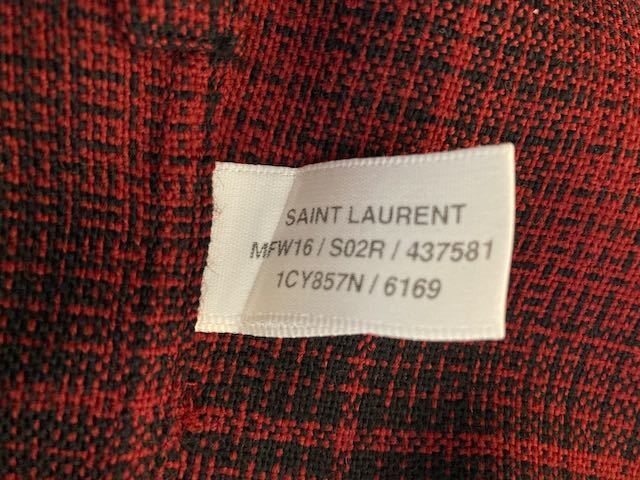 SAINT LAURENT
MFW16 / S02R / 437581
1CY857N / 6169